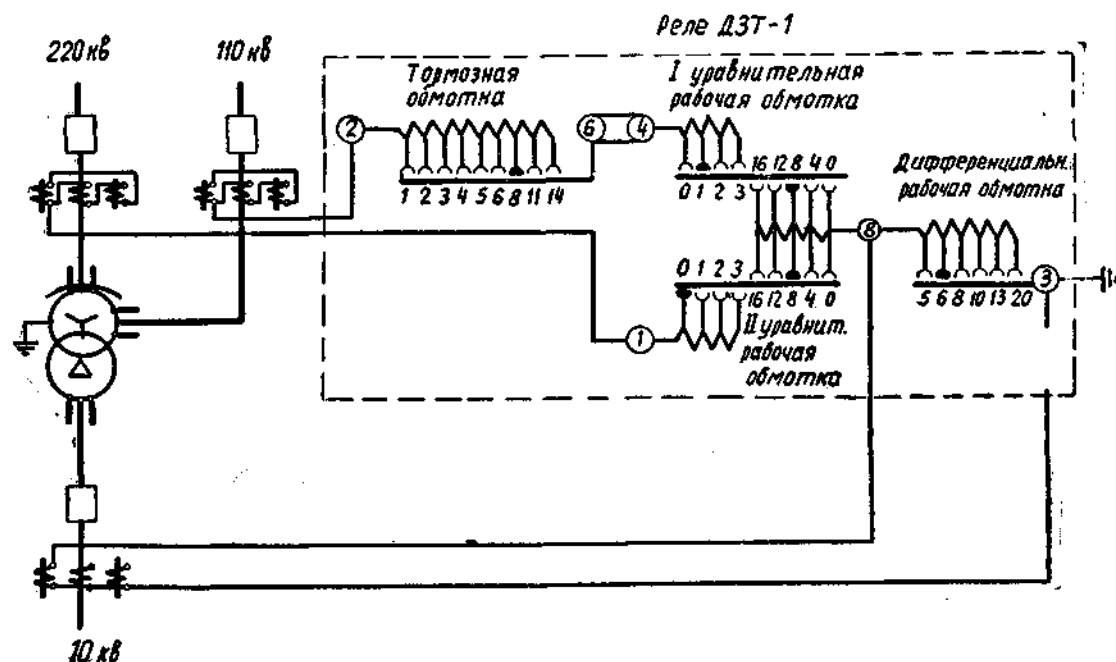 220 кв
110 кв
Реле ДЗТ-1
Тормозная
обмотка
I уравнительная
рабочая обмотка
2
6
4
1 2 3 4 5 6 8 11 14
0 1 2 3
16 12 8 4 0
Дифференциальн.
рабочая обмотка
8
0 1 2 3
16 12 8 4 0
5 6 8 10 13 20
3
1
II уравнит.
рабочая
обмотка
10 кв